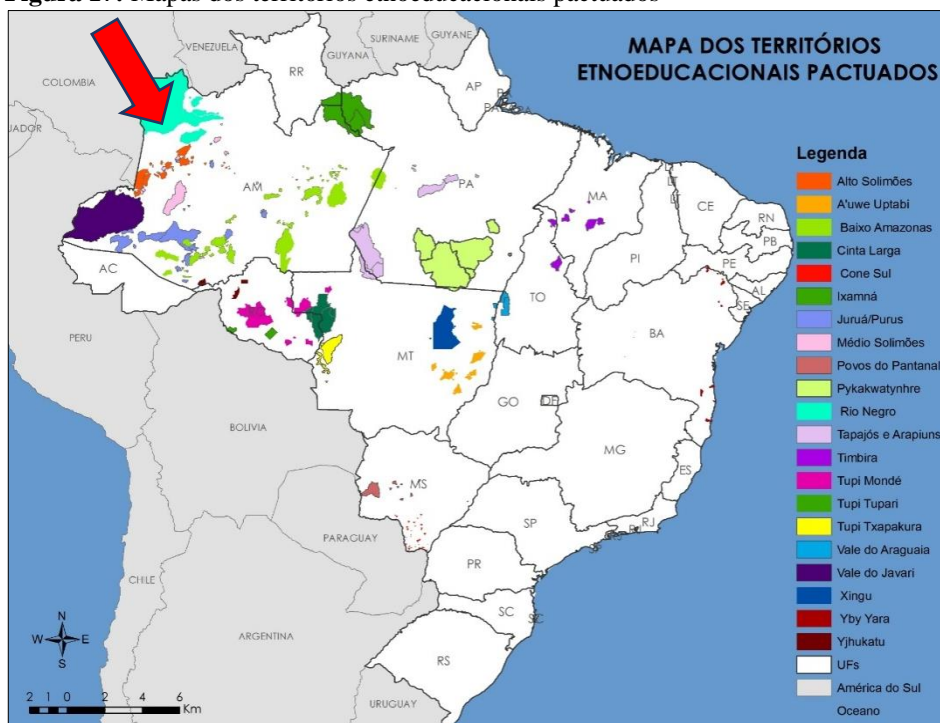 Figura 17: Mapas dos territórios etnoeducacionais pactuados
MAPA DOS TERRITÓRIOS
ETNOEDUCACIONAIS PACTUADOS
VENEZUELA
SURINAME
GUYANE
GUYANA
COLOMBIA
RR
AP
AM
PA
MA
CE
RN
PB
PE
AL
SE
PI
AC
TO
BA
PERU
MT
GO
DF
BOLIVIA
MG
ES
MS
SP
RJ
PARAGUAY
PR
CHILE
SC
ARGENTINA
RS
URUGUAY
N
W E
S
2 1 0 2 4 6
Km
Legenda
Alto Solimões
A'uwe Uptabi
Baixo Amazonas
Cinta Larga
Cone Sul
Ixamná
Juruá/Purus
Médio Solimões
Povos do Pantanal
Pykakwatynhre
Rio Negro
Tapajós e Arapiuns
Timbira
Tupi Mondé
Tupi Tupari
Tupi Txapakura
Vale do Araguaia
Vale do Javari
Xingu
Yby Yara
Yjhukatu
UFs
América do Sul
Oceano